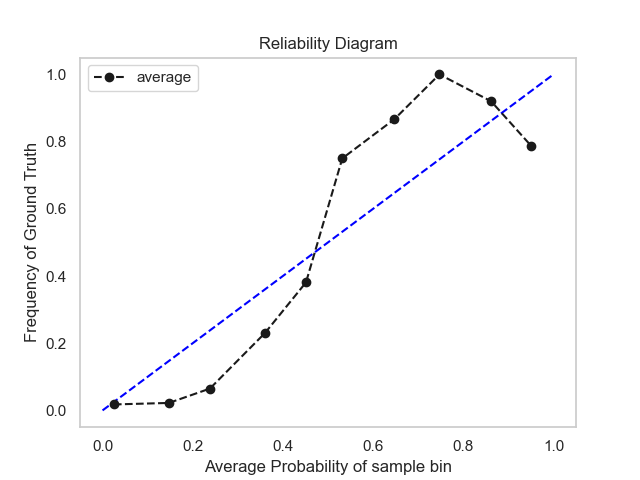 Reliability Diagram
average
Frequency of Ground Truth
1.0
0.8
0.6
0.4
0.2
0.0
0.0 0.2 0.4 0.6 0.8 1.0
Average Probability of sample bin